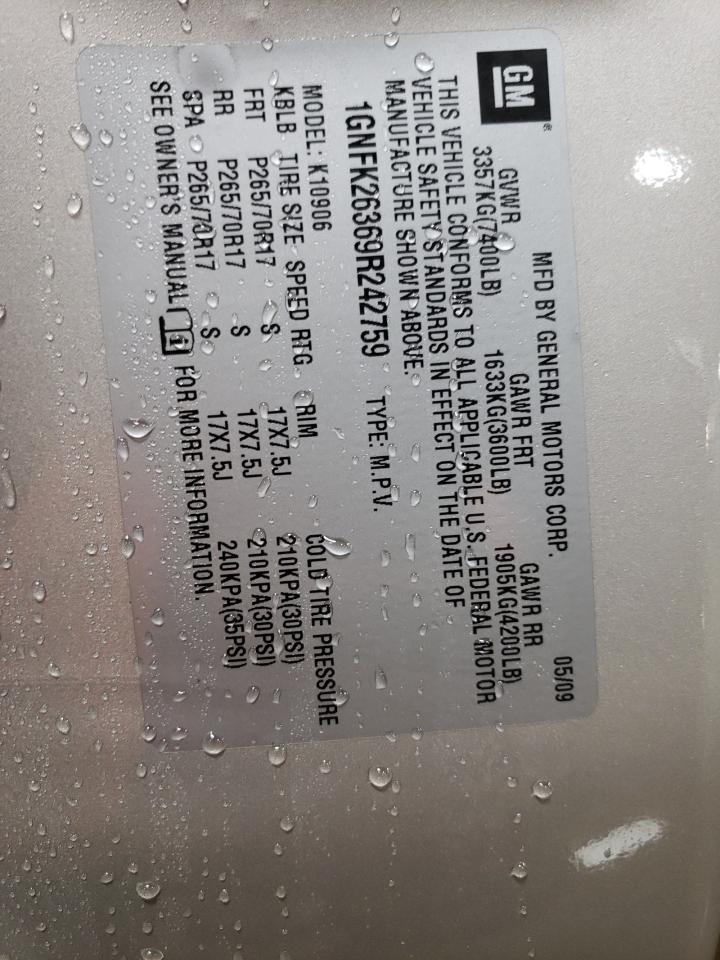 GM®
MFD BY GENERAL MOTORS CORP. 05/09
GVWR GAWR FRT GAWR RR
3357KG(7400LB) 1633KG(3600LB) 1905KG(4200LB)
THIS VEHICLE CONFORMS TO ALL APPLICABLE U.S. FEDERAL MOTOR
VEHICLE SAFETY STANDARDS IN EFFECT ON THE DATE OF
MANUFACTURE SHOWN ABOVE.
1GNFK26369R242759 TYPE: M.P.V.
MODEL: K10906
KBLB TIRE SIZE SPEED RTG RIM COLD TIRE PRESSURE
FRT P265/70R17 S 17X7.5J 210KPA(30PSI)
RR P265/70R17 S 17X7.5J 210KPA(30PSI)
SPA P265/70R17 S 17X7.5J 240KPA(35PSI)
SEE OWNER'S MANUAL FOR MORE INFORMATION.